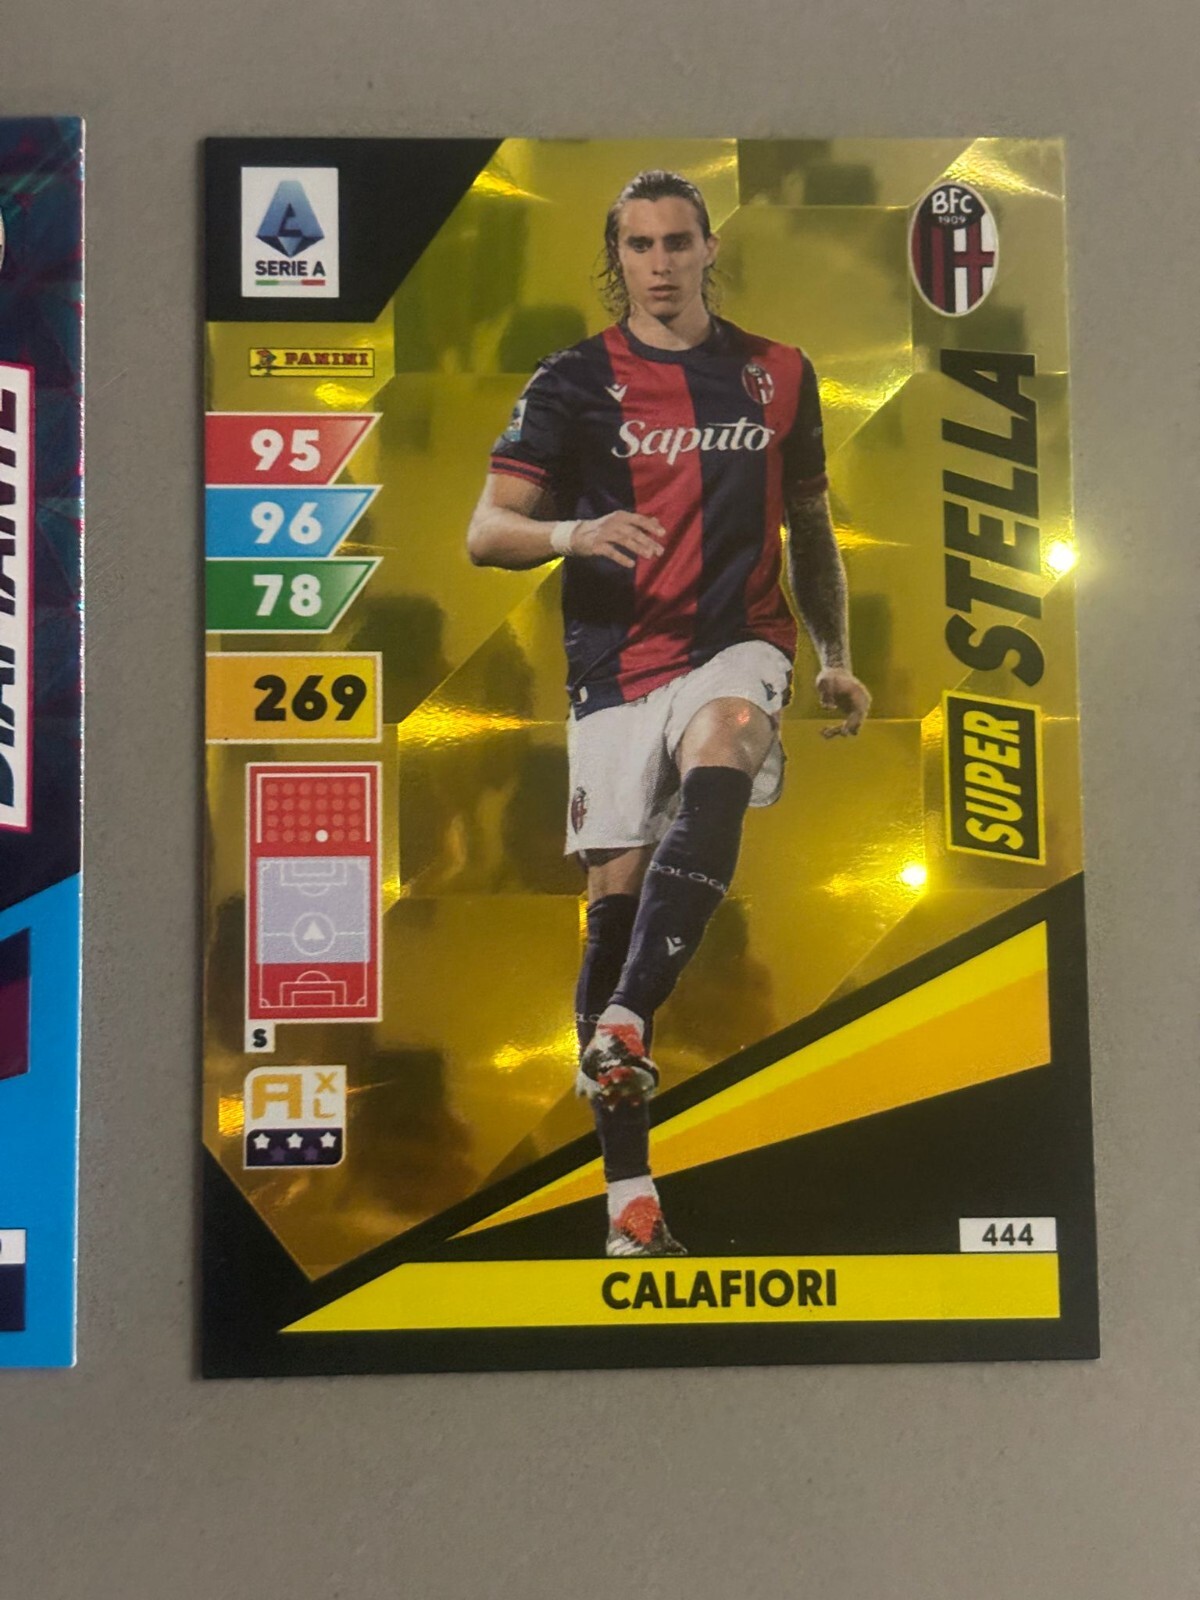 SERIE A
PANINI
95
96
78
269
S
A XL
BFC
1909
Saputo
SUPER STELLA
444
CALAFIORI